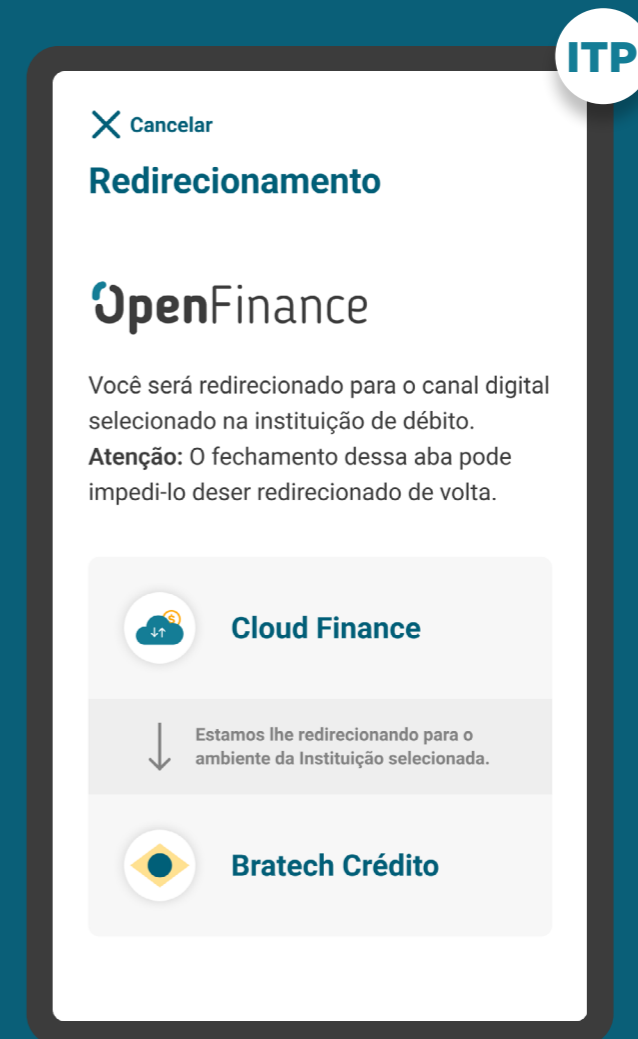 ITP
Cancelar
Redirecionamento
OpenFinance
Você será redirecionado para o canal digital
selecionado na instituição de débito.
Atenção: O fechamento dessa aba pode
impedi-lo deser redirecionado de volta.
$
Cloud Finance
Estamos lhe redirecionando para o
ambiente da Instituição selecionada.
Bratech Crédito